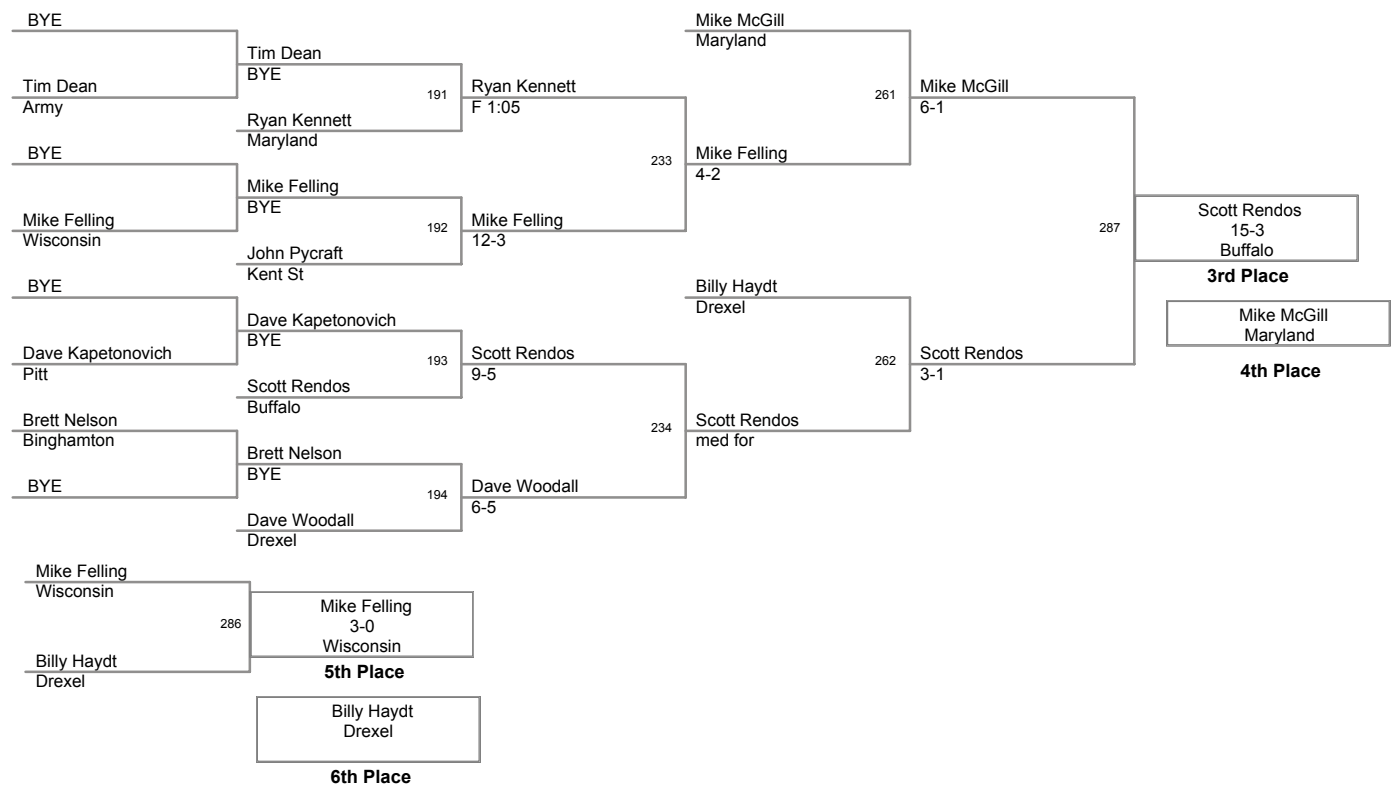 BYE
Tim Dean
Army
BYE
Mike Felling
Wisconsin
BYE
Dave Kapetonovich
Pitt
Brett Nelson
Binghamton
BYE
Tim Dean
BYE
191
Ryan Kennett
Maryland
Mike Felling
BYE
192
John Pycraft
Kent St
Dave Kapetonovich
BYE
193
Scott Rendos
Buffalo
Brett Nelson
BYE
194
Dave Woodall
Drexel
Ryan Kennett
F 1:05
233
Mike Felling
12-3
Scott Rendos
9-5
234
Dave Woodall
6-5
Mike McGill
Maryland
261
Mike Felling
4-2
Billy Haydt
Drexel
262
Scott Rendos
med for
Mike McGill
6-1
287
Scott Rendos
3-1
Scott Rendos
15-3
Buffalo
3rd Place
Mike McGill
Maryland
4th Place
Mike Felling
Wisconsin
286
Billy Haydt
Drexel
Mike Felling
3-0
Wisconsin
5th Place
Billy Haydt
Drexel
6th Place